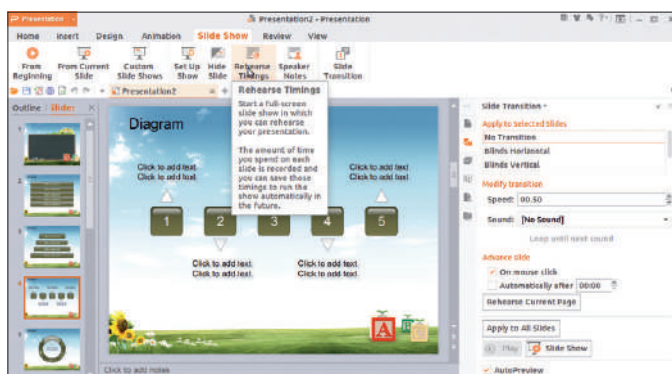 Presentation
Presentation2 - Presentation
Home Insert Design Animation Slide Show Review View
From Beginning
From Current Slide
Custom Slide Shows
Set Up Show
Hide Slide
Rehearse Timings
Speaker Notes
Slide Transition
Presentation2
Outline Slides
Rehearse Timings
Start a full-screen
slide show in which
you can rehearse
your presentation.
The amount of time
you spend on each
slide is recorded and
you can save those
timings to run the
show automatically in
the future.
Diagram
Click to add text
Click to add text
Click to add text
Click to add text
1 2 3 4 5
Click to add text
Click to add text
Click to add text
Click to add text
A
Click to add notes
Slide Transition
Apply to Selected Slides
No Transition
Blinds Horizontal
Blinds Vertical
Modify transition
Speed: 00.50
Sound: [No Sound]
Loop until next sound
Advance slide
On mouse click
Automatically after 00:00
Rehearse Current Page
Apply to All Slides
Play Slide Show
AutoPreview